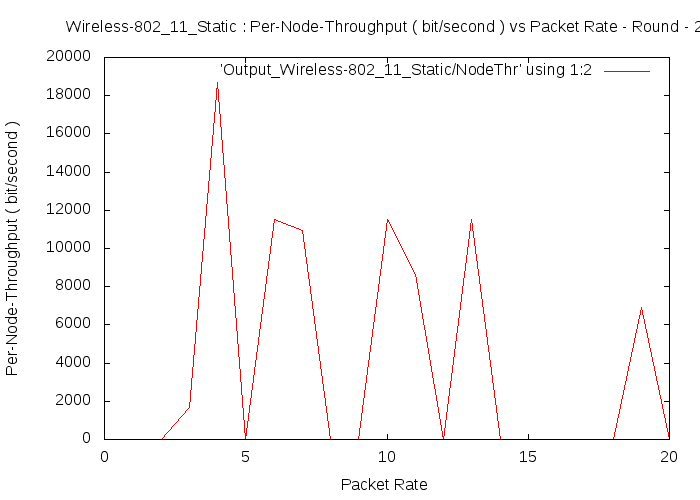 Wireless-802_11_Static : Per-Node-Throughput ( bit/second ) vs Packet Rate - Round - 2
'Output_Wireless-802_11_Static/NodeThr' using 1:2
20000
18000
16000
14000
12000
10000
8000
6000
4000
2000
0
Per-Node-Throughput ( bit/second )
0 5 10 15 20
Packet Rate